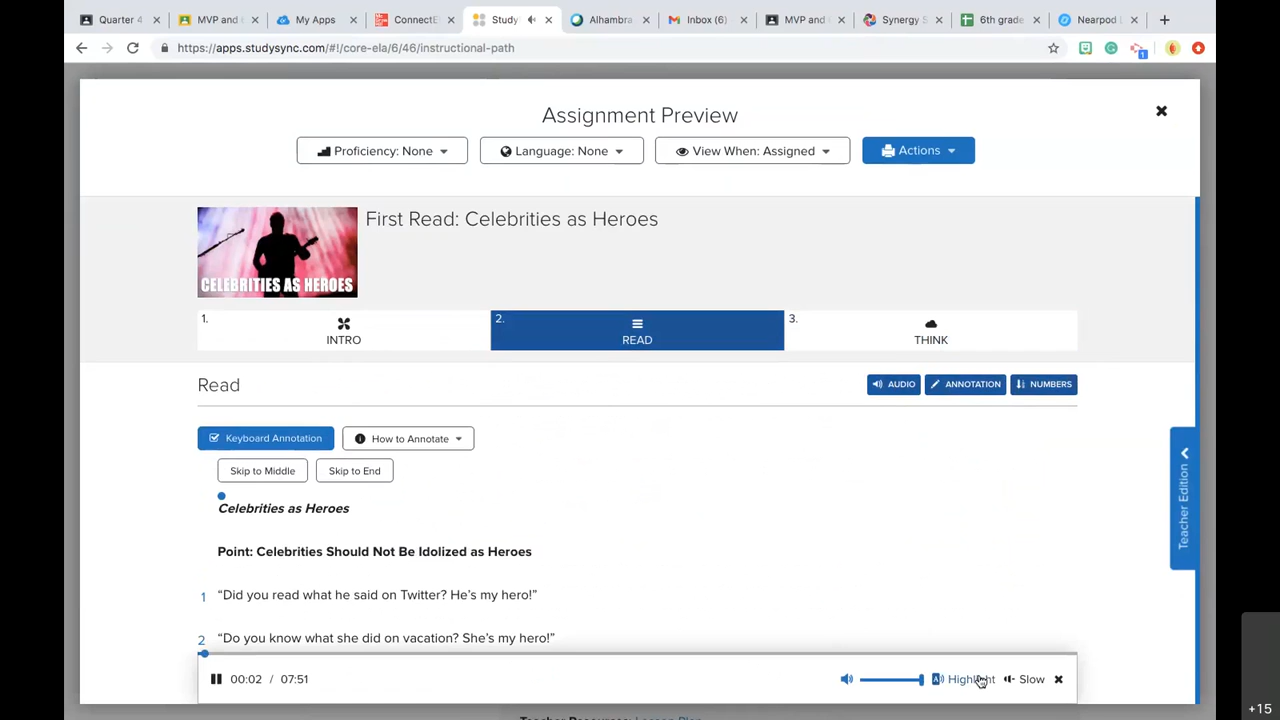 Quarter 4
MVP and
My Apps
ConnectE
Study
Alhambra
Inbox (6)
MVP and
Synergy S
6th grade
Nearpod L
https://apps.studysync.com/#!/core-ela/6/46/instructional-path
Assignment Preview
Proficiency: None
Language: None
View When: Assigned
Actions
First Read: Celebrities as Heroes
CELEBRITIES AS HEROES
1.
INTRO
2.
READ
3.
THINK
Read
AUDIO
ANNOTATION
NUMBERS
Keyboard Annotation
How to Annotate
Skip to Middle
Skip to End
Celebrities as Heroes
Point: Celebrities Should Not Be Idolized as Heroes
1 “Did you read what he said on Twitter? He’s my hero!”
2 “Do you know what she did on vacation? She’s my hero!”
00:02 / 07:51
Highlight
Slow
Teacher Edition
Teacher Resources: Lesson Plan
+15